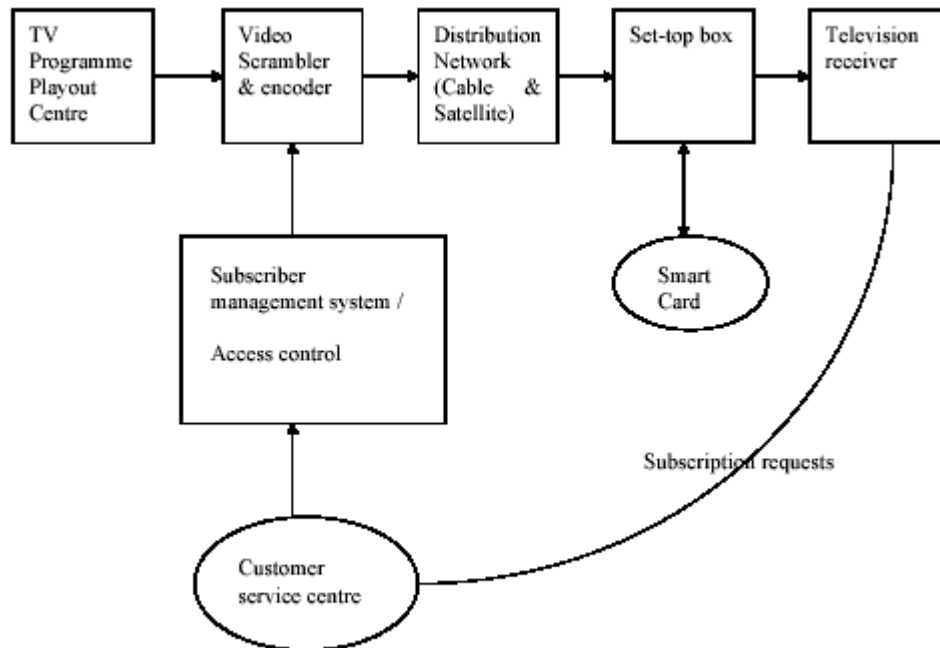 TV
Programme
Playout
Centre
Video
Scrambler
& encoder
Distribution
Network
(Cable &
Satellite)
Set-top box
Television
receiver
Subscriber
management system /
Access control
Smart
Card
Subscription requests
Customer
service centre